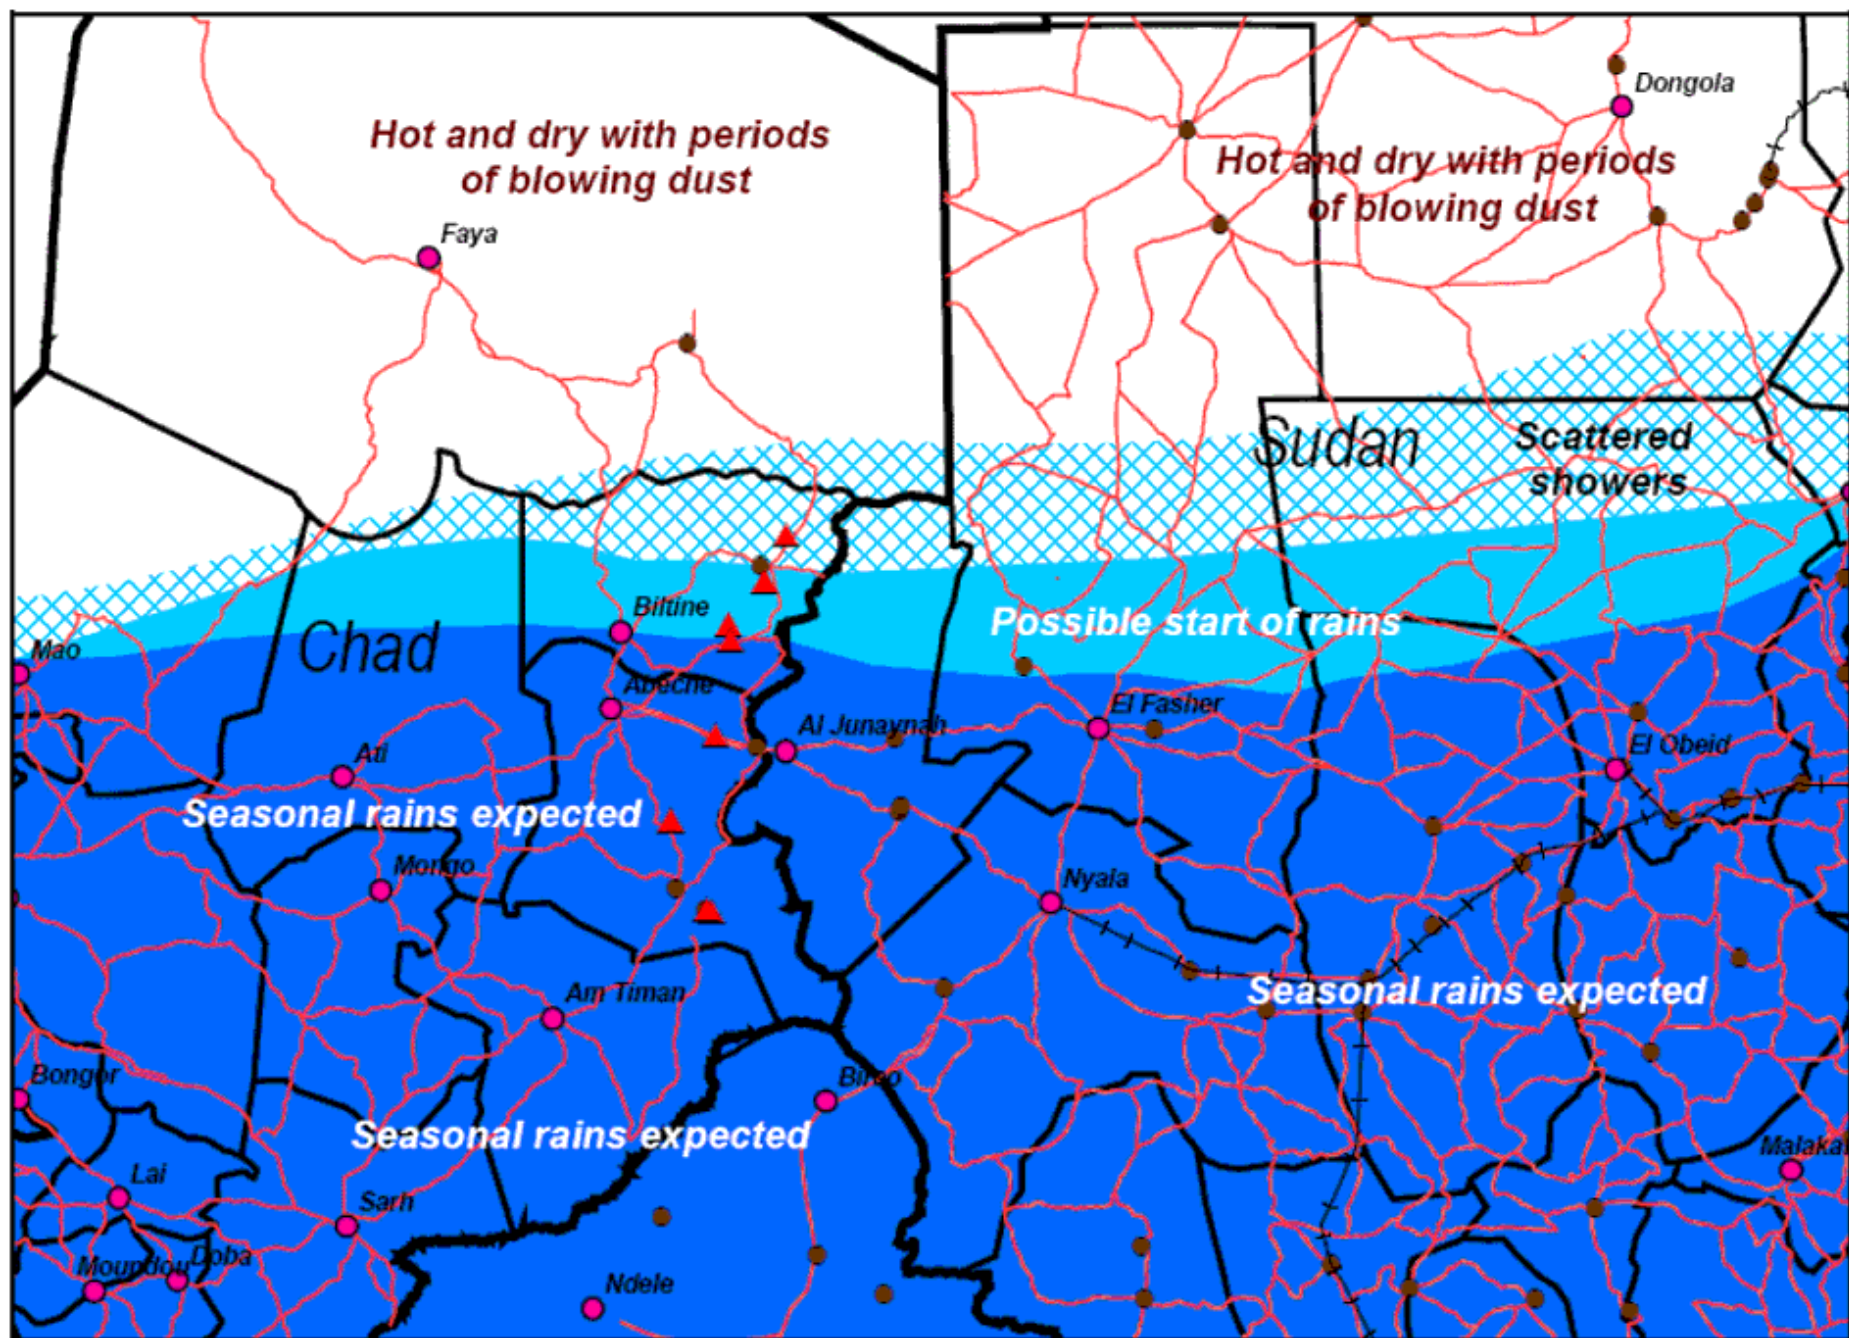 Dongola
Hot and dry with periods
of blowing dust
Hot and dry with periods
of blowing dust
Faya
Sudan
Scattered
showers
Biltine
Possible start of rains
Chad
Mao
Abeche
El Fasher
Al Junaynah
El Obeid
Ati
Seasonal rains expected
Mongo
Nyala
Am Timan
Seasonal rains expected
Bongor
Birao
Seasonal rains expected
Malakal
Lai
Sarh
Doba
Moundou
Ndele